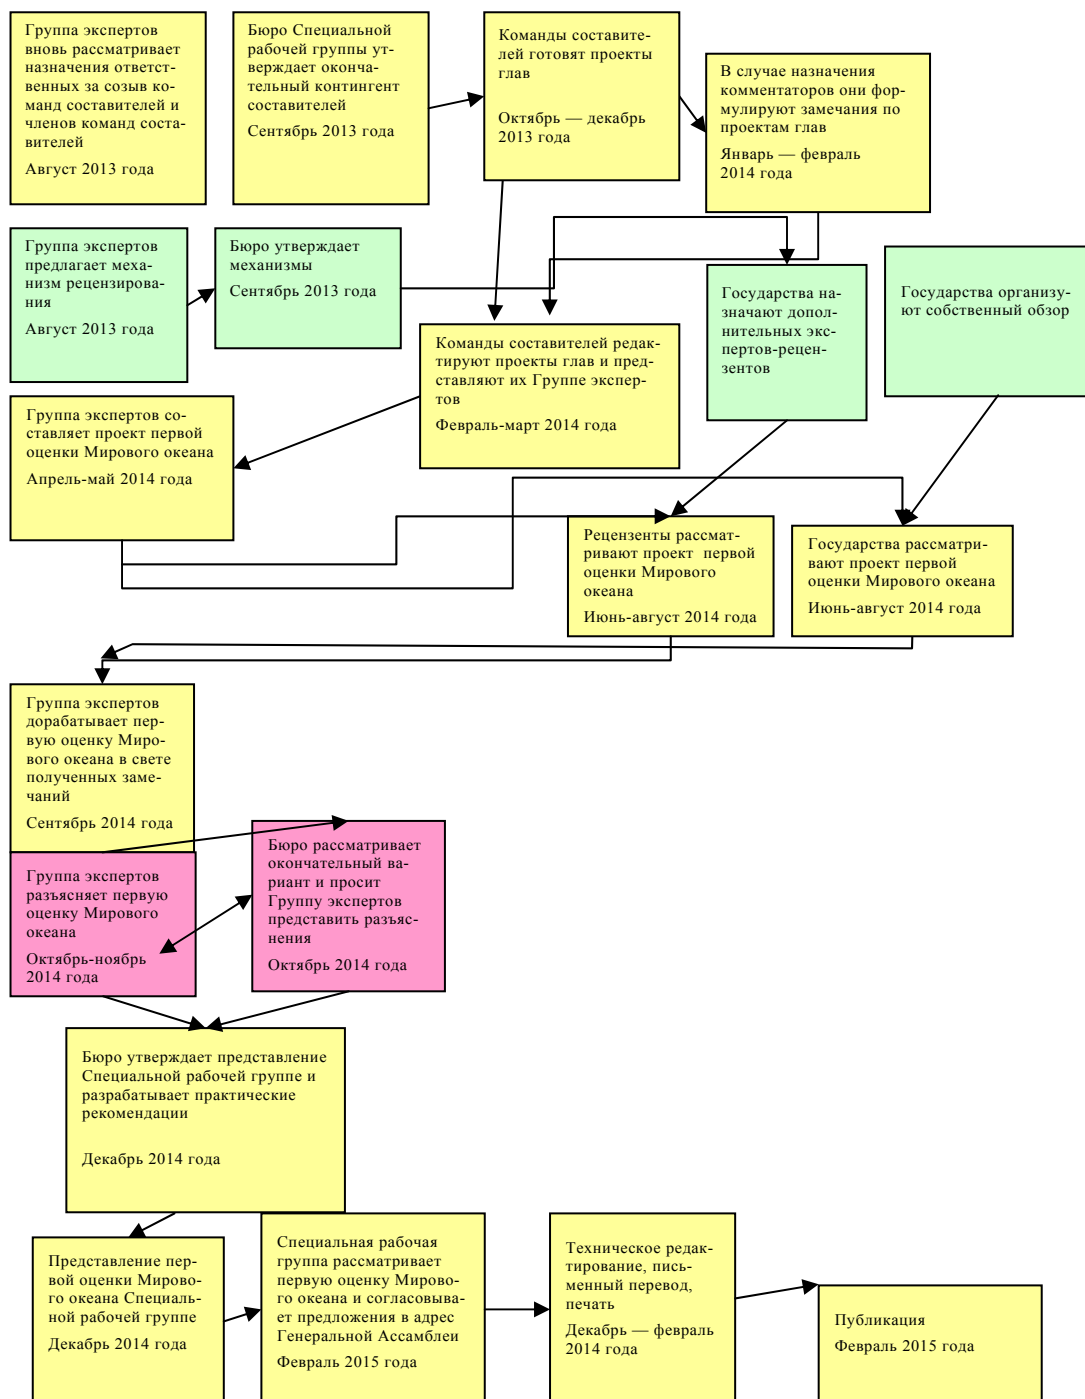 Группа экспертов
вновь рассматривает
назначения ответст-
венных за созыв ко-
манд составителей и
членов команд соста-
вителей
Август 2013 года
Бюро Специальной
рабочей группы ут-
верждает оконча-
тельный контингент
составителей
Сентябрь 2013 года
Команды составите-
лей готовят проекты
глав
Октябрь — декабрь
2013 года
В случае назначения
комментаторов они фор-
мулируют замечания по
проектам глав
Январь — февраль
2014 года
Группа экспертов
предлагает меха-
низм рецензирова-
ния
Август 2013 года
Бюро утверждает
механизмы
Сентябрь 2013 года
Государства на-
значают допол-
нительных экс-
пертов-рецен-
зентов
Государства организу-
ют собственный обзор
Команды составителей редак-
тируют проекты глав и пред-
ставляют их Группе экспер-
тов
Февраль-март 2014 года
Группа экспертов со-
ставляет проект первой
оценки Мирового океана
Апрель-май 2014 года
Рецензенты рассмат-
ривают проект первой
оценки Мирового
океана
Июнь-август 2014 года
Государства рассматри-
вают проект первой
оценки Мирового океана
Июнь-август 2014 года
Группа экспертов
дорабатывает пер-
вую оценку Миро-
вого океана в свете
полученных заме-
чаний
Сентябрь 2014 года
Группа экспертов
разъясняет первую
оценку Мирового
океана
Октябрь-ноябрь
2014 года
Бюро рассматривает
окончательный ва-
риант и просит
Группу экспертов
представить разъяс-
нения
Октябрь 2014 года
Бюро утверждает представление
Специальной рабочей группе и
разрабатывает практические
рекомендации
Декабрь 2014 года
Представление пер-
вой оценки Мирово-
го океана Специаль-
ной рабочей группе
Декабрь 2014 года
Специальная рабочая
группа рассматривает
первую оценку Мирово-
го океана и согласовыва-
ет предложения в адрес
Генеральной Ассамблеи
Февраль 2015 года
Техническое редак-
тирование, пись-
менный перевод,
печать
Декабрь — февраль
2014 года
Публикация
Февраль 2015 года